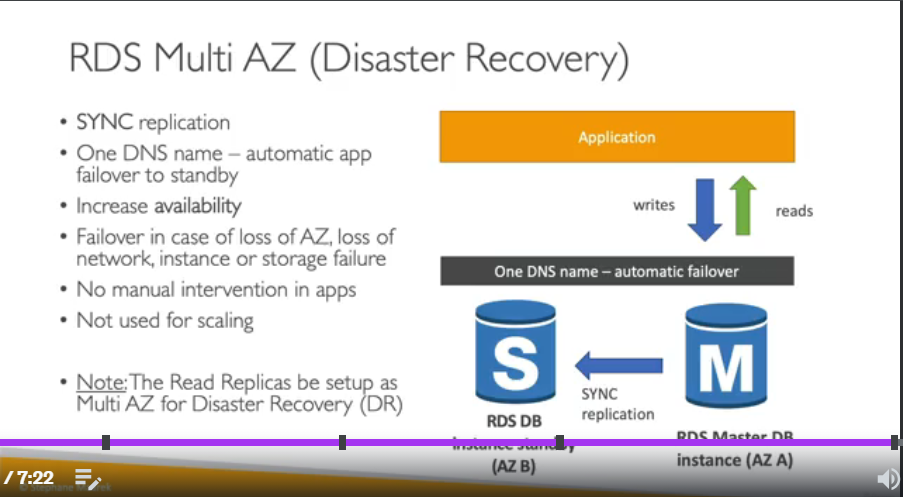 RDS Multi AZ (Disaster Recovery)
• SYNC replication
• One DNS name – automatic app
failover to standby
• Increase availability
• Failover in case of loss of AZ, loss of
network, instance or storage failure
• No manual intervention in apps
• Not used for scaling
• Note: The Read Replicas be setup as
Multi AZ for Disaster Recovery (DR)
Application
writes
reads
One DNS name – automatic failover
S
M
SYNC
replication
RDS DB
instance standby
(AZ B)
RDS Master DB
instance (AZ A)
/ 7:22